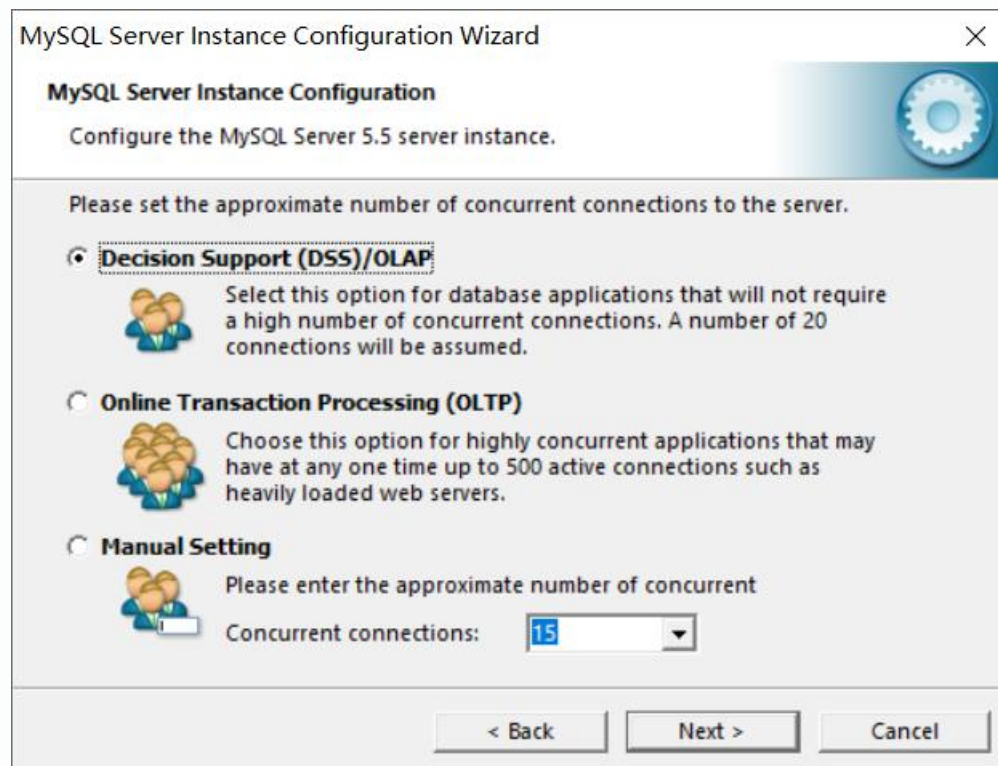 MySQL Server Instance Configuration Wizard
MySQL Server Instance Configuration
Configure the MySQL Server 5.5 server instance.
Please set the approximate number of concurrent connections to the server.
Decision Support (DSS)/OLAP
Select this option for database applications that will not require
a high number of concurrent connections. A number of 20
connections will be assumed.
Online Transaction Processing (OLTP)
Choose this option for highly concurrent applications that may
have at any one time up to 500 active connections such as
heavily loaded web servers.
Manual Setting
Please enter the approximate number of concurrent
Concurrent connections: 15
< Back Next > Cancel